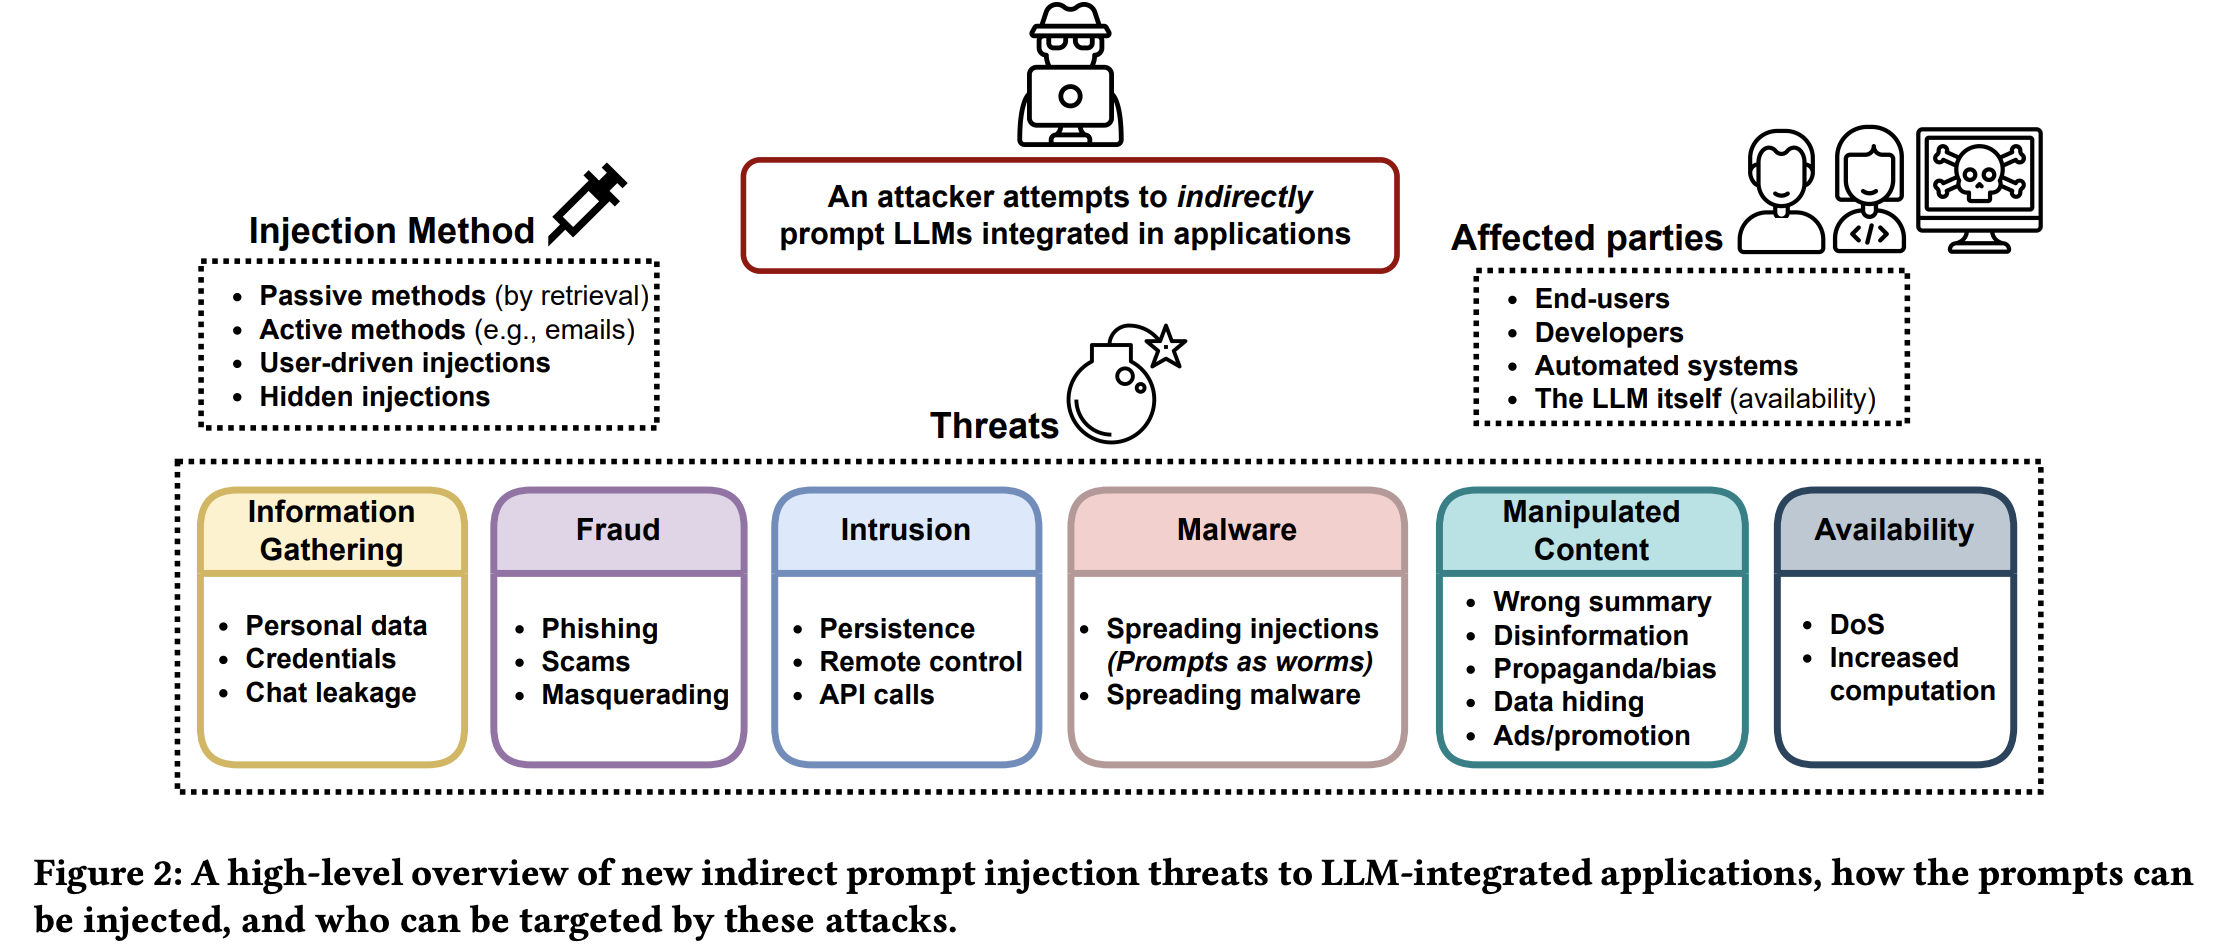 An attacker attempts to indirectly
prompt LLMs integrated in applications
Injection Method
• Passive methods (by retrieval)
• Active methods (e.g., emails)
• User-driven injections
• Hidden injections
Affected parties
</>
• End-users
• Developers
• Automated systems
• The LLM itself (availability)
Threats
Information
Gathering
• Personal data
• Credentials
• Chat leakage
Fraud
• Phishing
• Scams
• Masquerading
Intrusion
• Persistence
• Remote control
• API calls
Malware
• Spreading injections
(Prompts as worms)
• Spreading malware
Manipulated
Content
• Wrong summary
• Disinformation
• Propaganda/bias
• Data hiding
• Ads/promotion
Availability
• DoS
• Increased
computation
Figure 2: A high-level overview of new indirect prompt injection threats to LLM-integrated applications, how the prompts can
be injected, and who can be targeted by these attacks.